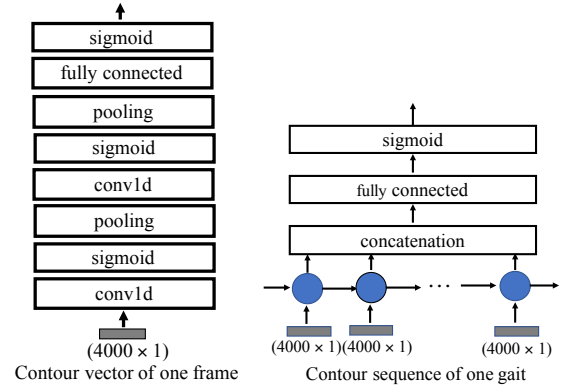 sigmoid
fully connected
pooling
sigmoid
conv1d
pooling
sigmoid
conv1d
(4000 × 1)
Contour vector of one frame
sigmoid
fully connected
concatenation
...
(4000 × 1) (4000 × 1) (4000 × 1)
Contour sequence of one gait